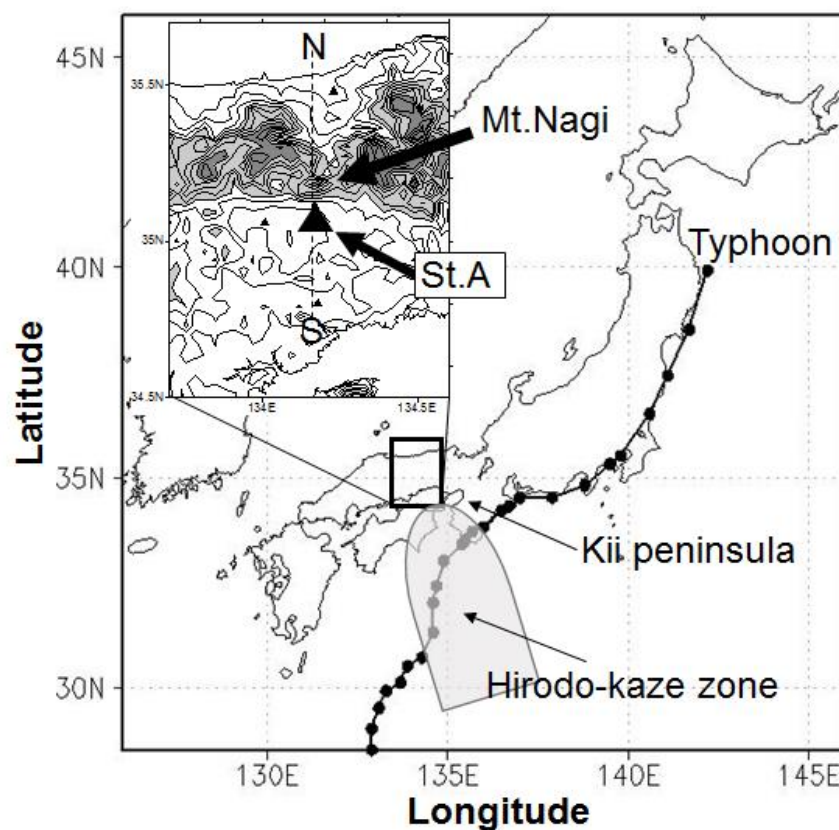 N
35.5N
Mt.Nagi
35N
St.A
S
34.5N
134E
134.5E
45N
Typhoon
40N
Latitude
35N
Kii peninsula
Hirodo-kaze zone
30N
130E
135E
140E
145E
Longitude